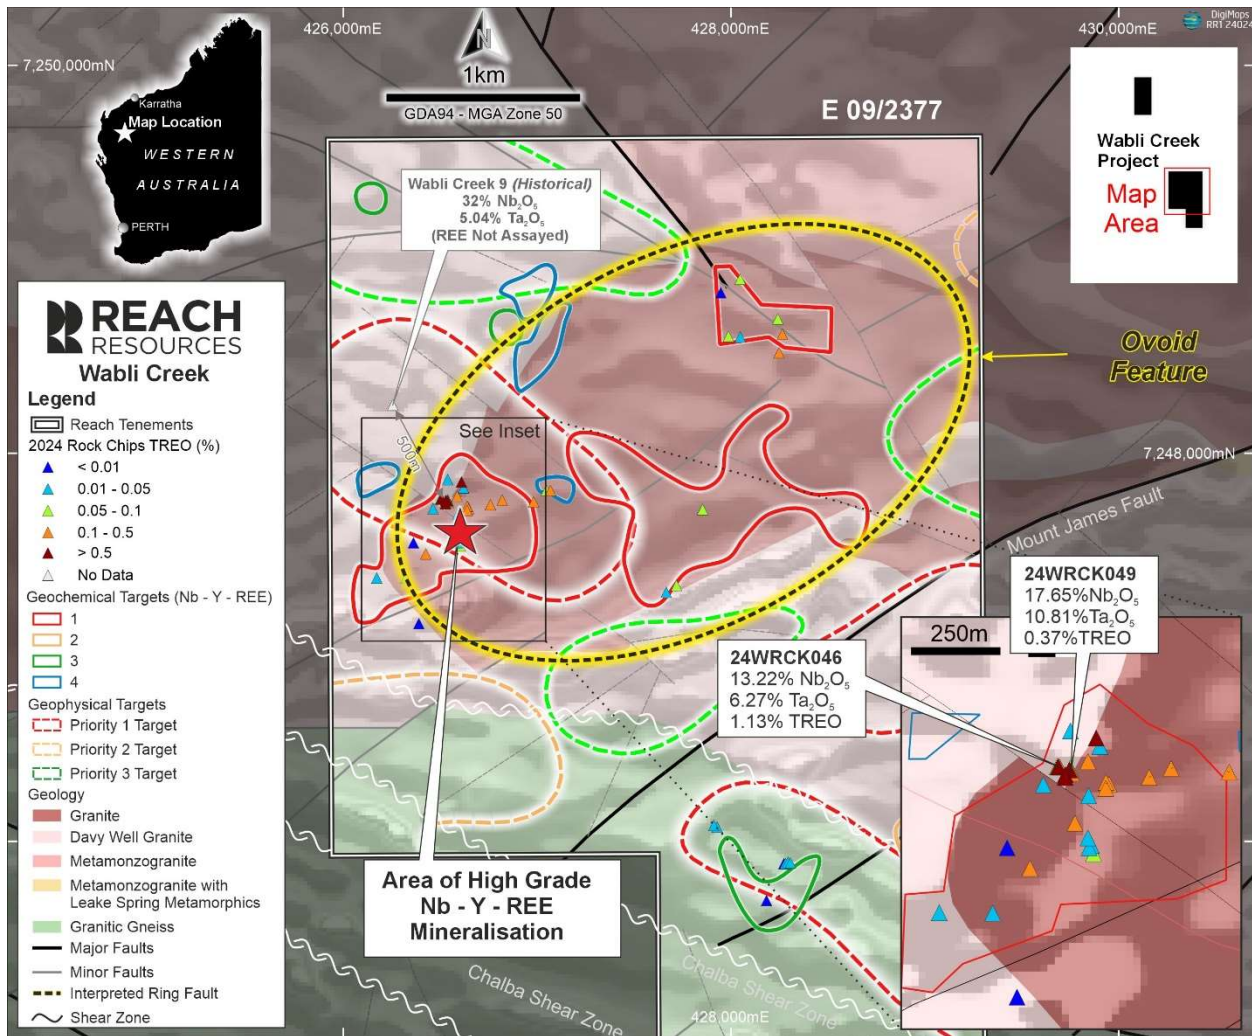 426,000mE
428,000mE
430,000mE
DigiMaps
RR1 24024
7,250,000mN
N
1km
GDA94 - MGA Zone 50
E 09/2377
Karratha
Map Location
WESTERN
AUSTRALIA
PERTH
Wabli Creek
Project
Map
Area
Wabli Creek 9 (Historical)
32% Nb₂O₅
5.04% Ta₂O₅
(REE Not Assayed)
REACH
RESOURCES
Wabli Creek
Legend
Reach Tenements
2024 Rock Chips TREO (%)
< 0.01
0.01 - 0.05
0.05 - 0.1
0.1 - 0.5
> 0.5
No Data
Geochemical Targets (Nb - Y - REE)
1
2
3
4
Geophysical Targets
Priority 1 Target
Priority 2 Target
Priority 3 Target
Geology
Granite
Davy Well Granite
Metamonzogranite
Metamonzogranite with
Leake Spring Metamorphics
Granitic Gneiss
Major Faults
Minor Faults
Interpreted Ring Fault
Shear Zone
Ovoid
Feature
See Inset
500m
7,248,000mN
Mount James Fault
24WRCK049
17.65%Nb₂O₅
10.81%Ta₂O₅
0.37%TREO
250m
24WRCK046
13.22% Nb₂O₅
6.27% Ta₂O₅
1.13% TREO
Area of High Grade
Nb - Y - REE
Mineralisation
Chalba Shear Zone
Chalba Shear Zone
428,000mE